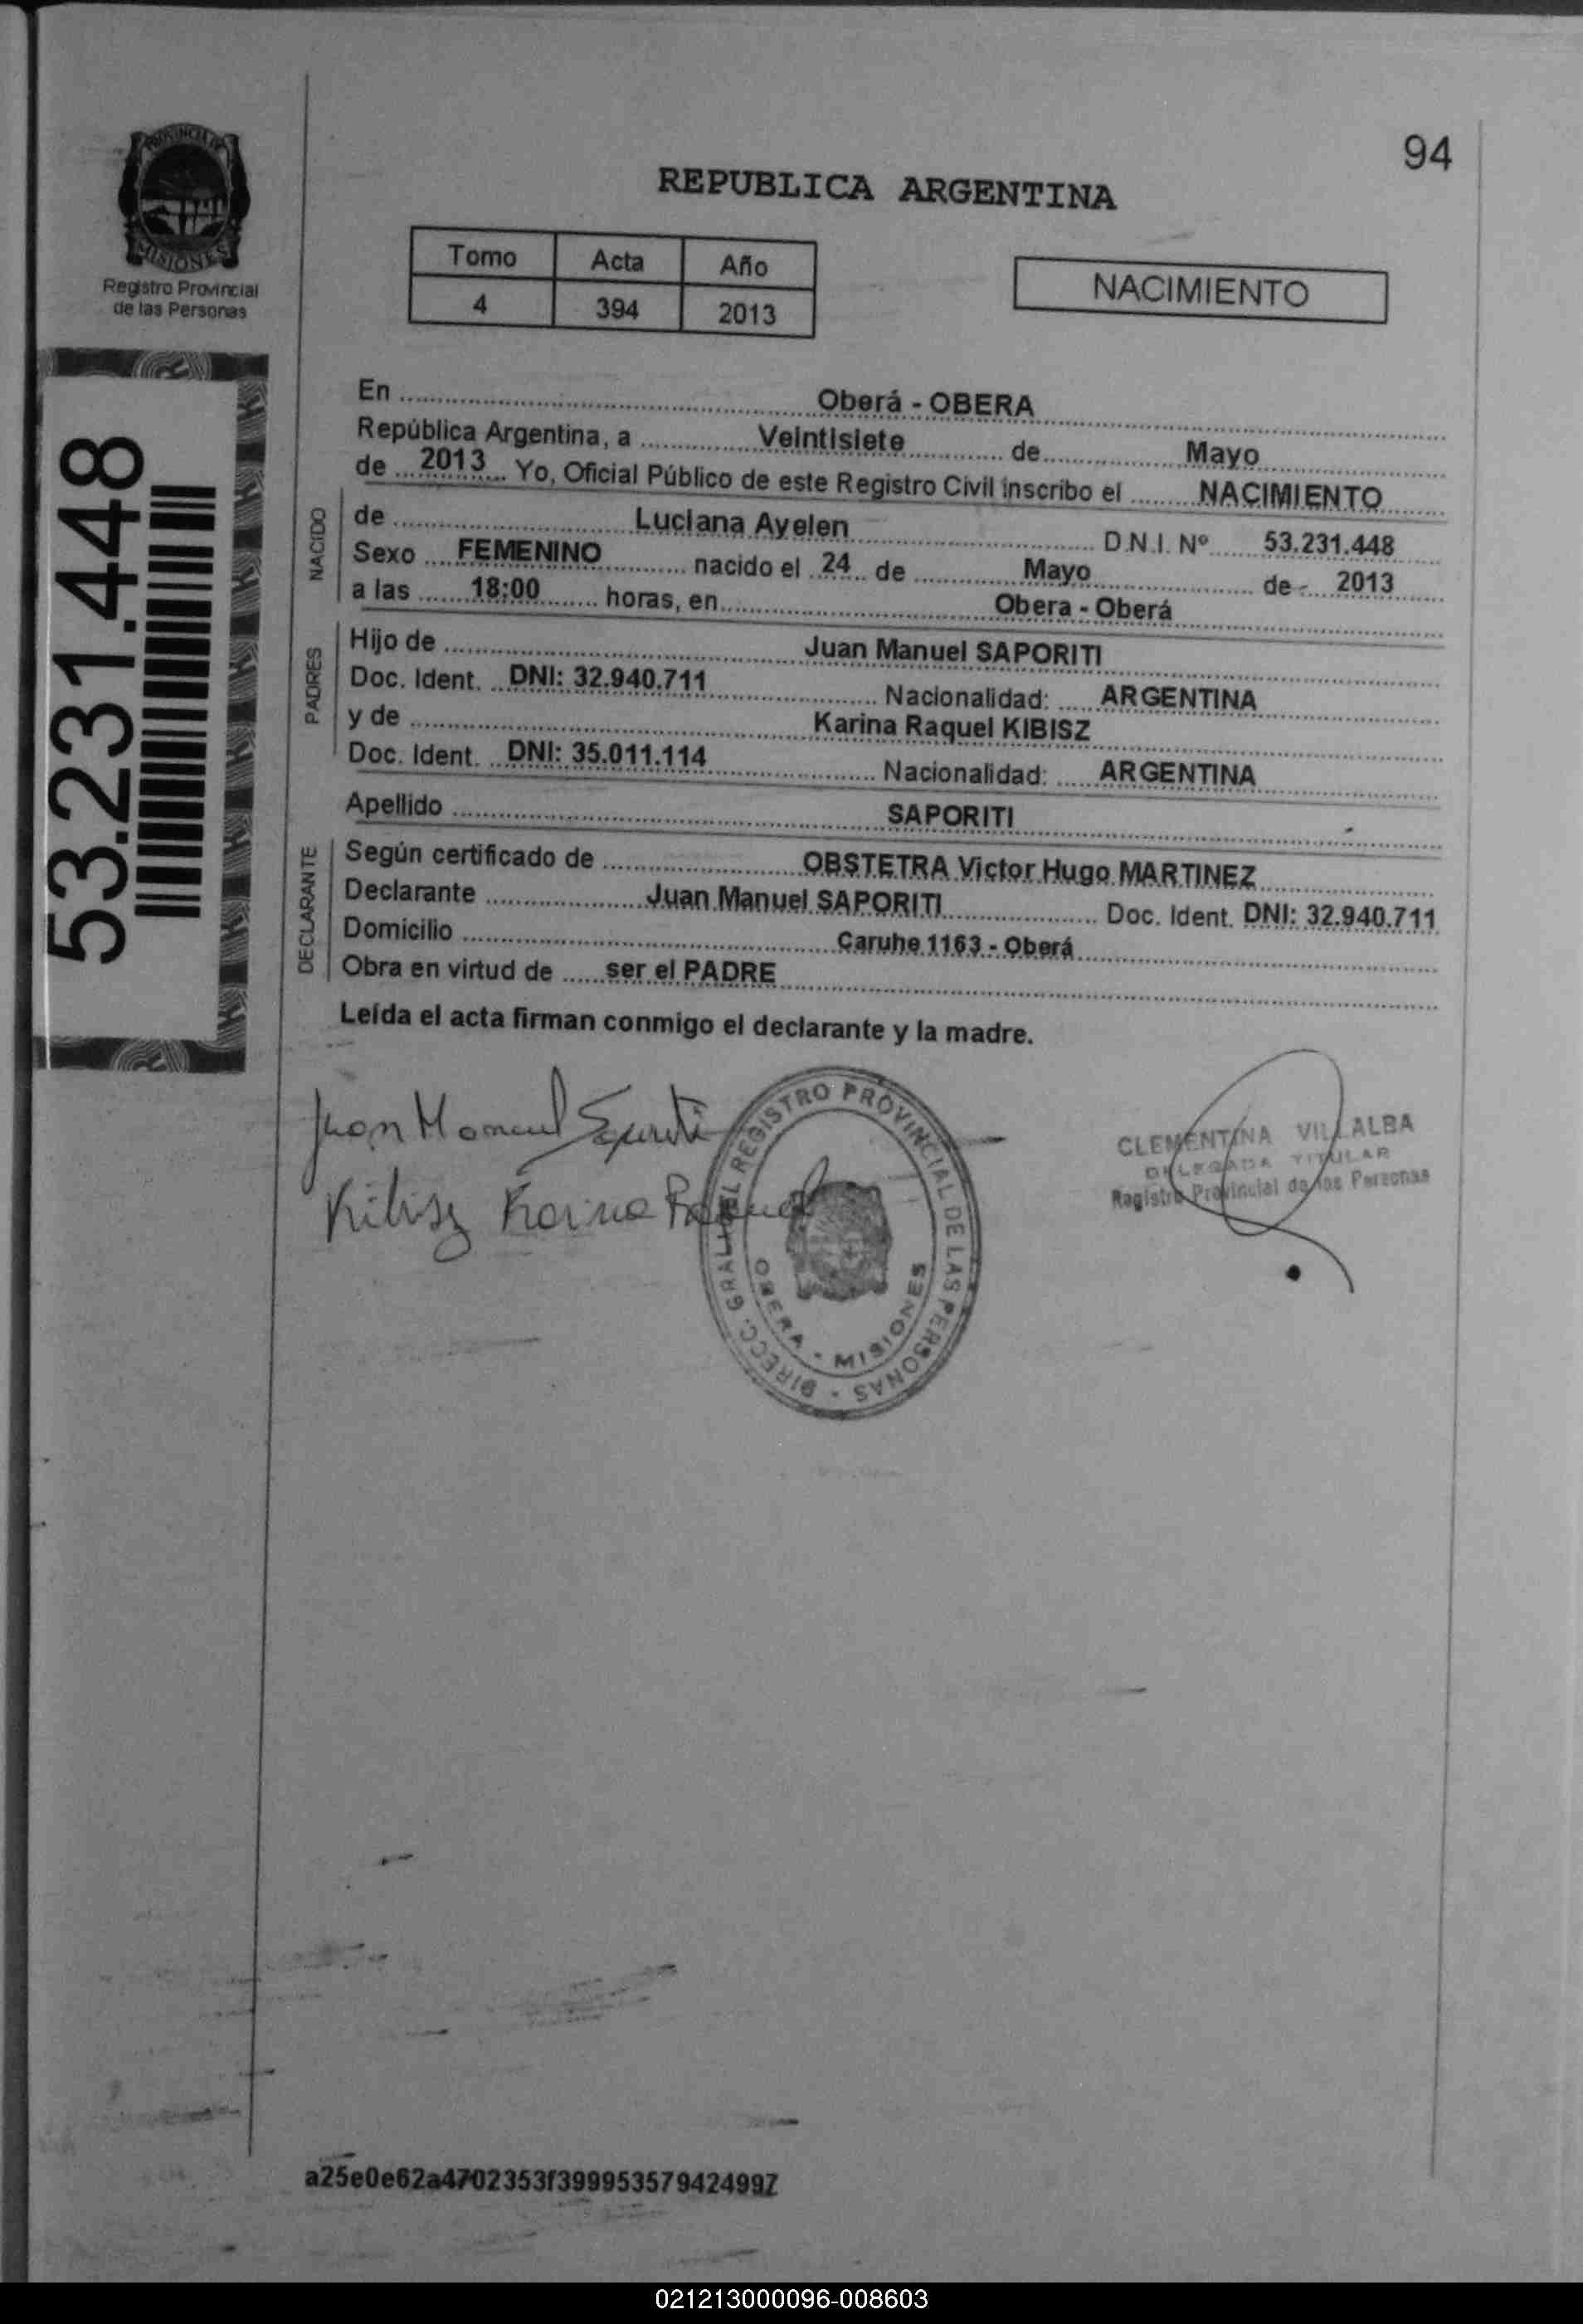 94
PROVINCIA DE
MISIONES
Registro Provincial
de las Personas
REPUBLICA ARGENTINA
Tomo Acta Año
4 394 2013
NACIMIENTO
53.231.448
En Oberá - OBERA
República Argentina, a Veintisiete de Mayo
de 2013 Yo, Oficial Público de este Registro Civil inscribo el NACIMIENTO
NACIDO
de Luciana Ayelen D.N.I. Nº 53.231.448
Sexo FEMENINO nacido el 24 de Mayo de 2013
a las 18:00 horas, en Obera - Oberá
PADRES
Hijo de Juan Manuel SAPORITI
Doc. Ident. DNI: 32.940.711 Nacionalidad: ARGENTINA
y de Karina Raquel KIBISZ
Doc. Ident. DNI: 35.011.114 Nacionalidad: ARGENTINA
Apellido SAPORITI
DECLARANTE
Según certificado de OBSTETRA Victor Hugo MARTINEZ
Declarante Juan Manuel SAPORITI Doc. Ident. DNI: 32.940.711
Domicilio Caruhe 1163 - Oberá
Obra en virtud de ser el PADRE
Leída el acta firman conmigo el declarante y la madre.
Juan Manuel Saporiti
Kibisz Karina Raquel
DIRECC. GRAL. DEL REGISTRO PROVINCIAL DE LAS PERSONAS
OBERA - MISIONES
CLEMENTINA VILLALBA
DELEGADA TITULAR
Registro Provincial de las Personas
a25e0e62a4702353f399953579424997
021213000096-008603